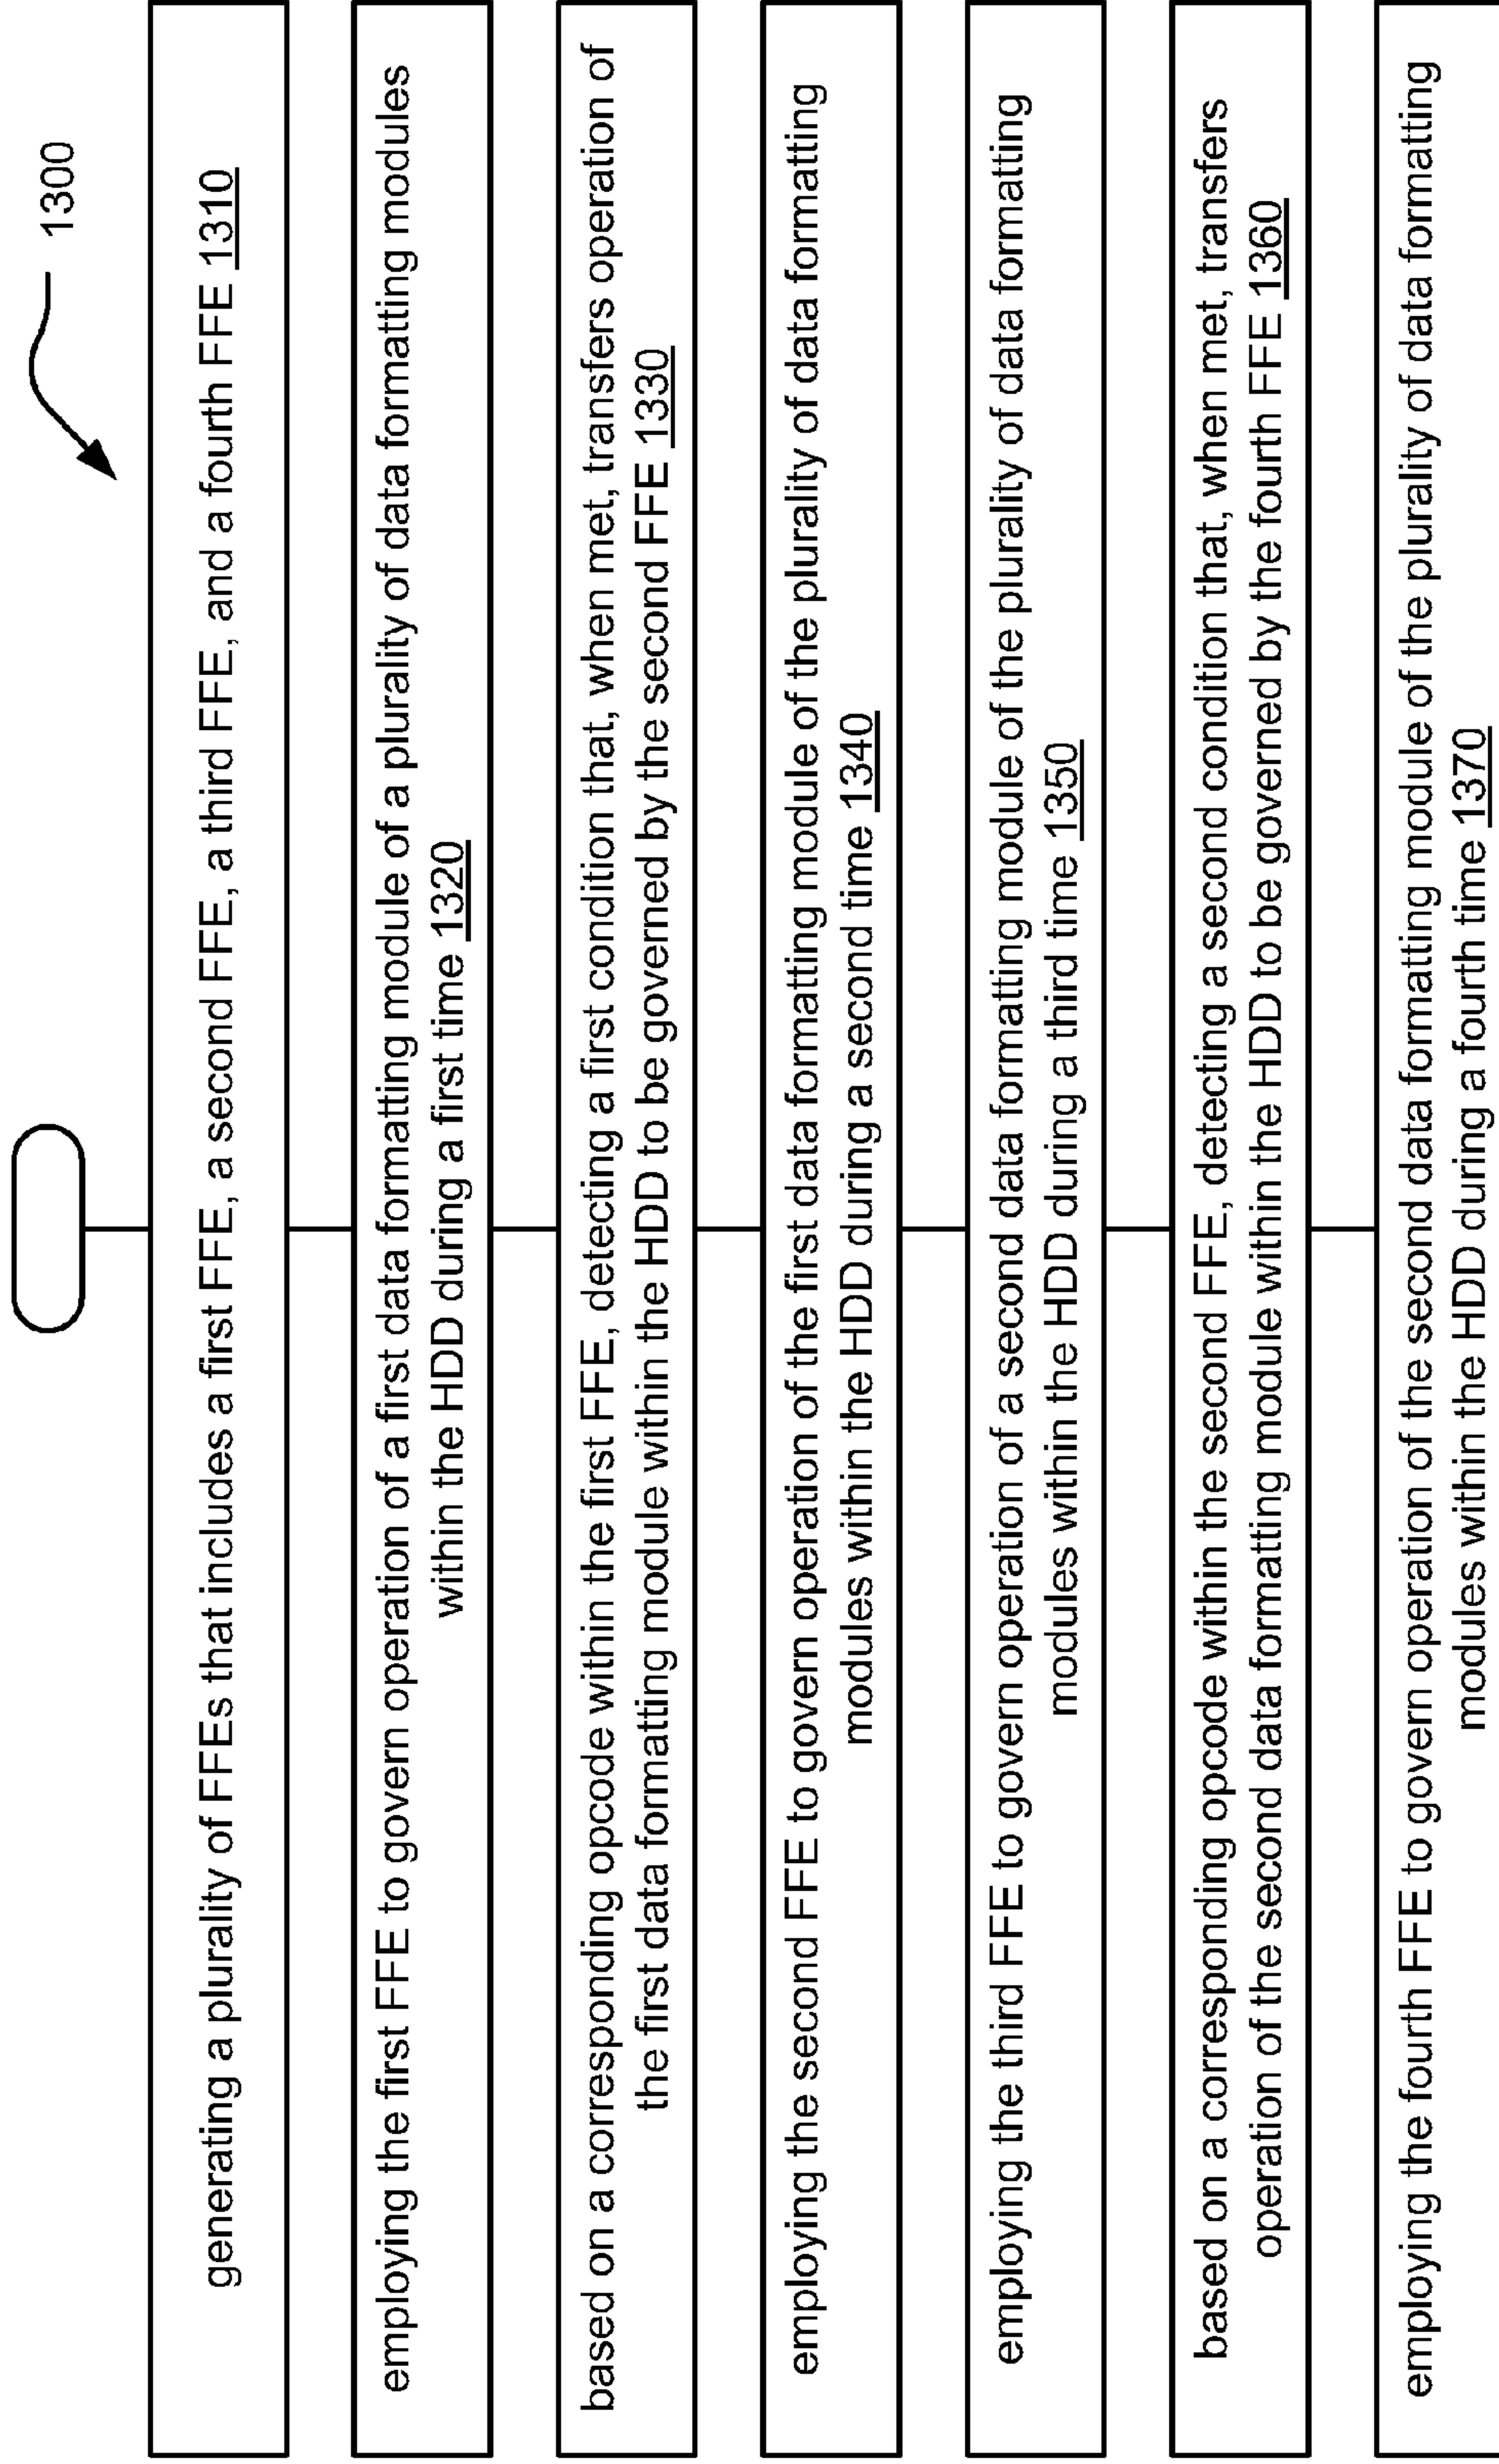 1300
generating a plurality of FFEs that includes a first FFE, a second FFE, a third FFE, and a fourth FFE 1310
employing the first FFE to govern operation of a first data formatting module of a plurality of data formatting modules
within the HDD during a first time 1320
based on a corresponding opcode within the first FFE, detecting a first condition that, when met, transfers operation of
the first data formatting module within the HDD to be governed by the second FFE 1330
employing the second FFE to govern operation of the first data formatting module of the plurality of data formatting
modules within the HDD during a second time 1340
employing the third FFE to govern operation of a second data formatting module of the plurality of data formatting
modules within the HDD during a third time 1350
based on a corresponding opcode within the second FFE, detecting a second condition that, when met, transfers
operation of the second data formatting module within the HDD to be governed by the fourth FFE 1360
employing the fourth FFE to govern operation of the second data formatting module of the plurality of data formatting
modules within the HDD during a fourth time 1370